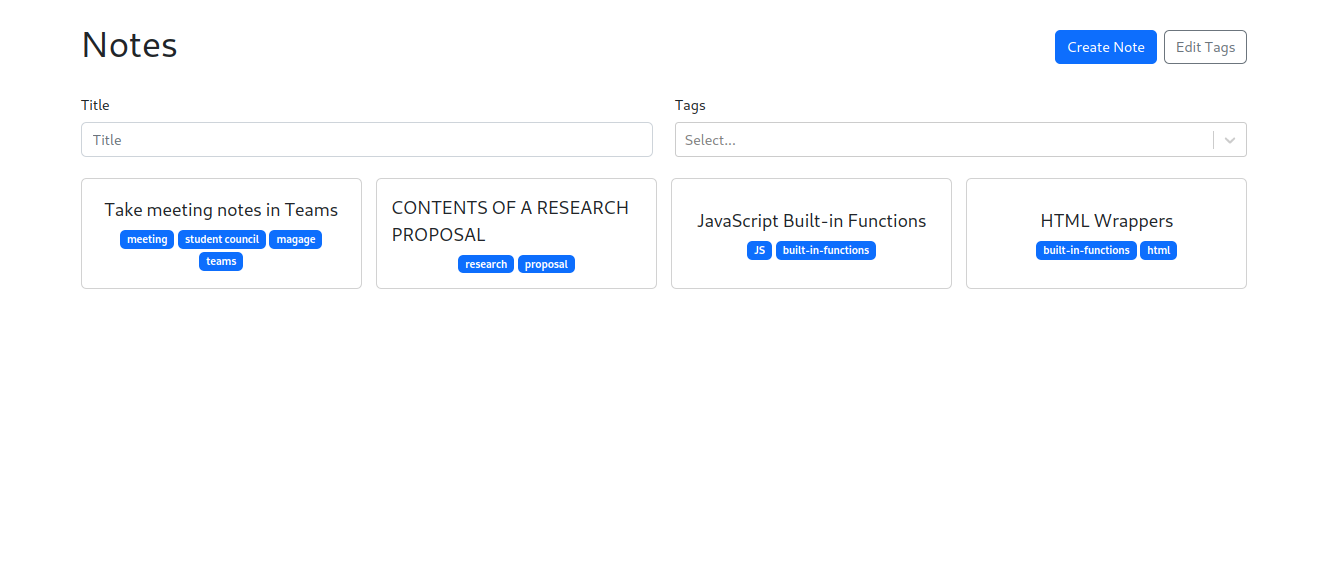 Notes
Create Note
Edit Tags
Title
Tags
Title
Select...
Take meeting notes in Teams
meeting student council magage
teams
CONTENTS OF A RESEARCH
PROPOSAL
research proposal
JavaScript Built-in Functions
JS built-in-functions
HTML Wrappers
built-in-functions html